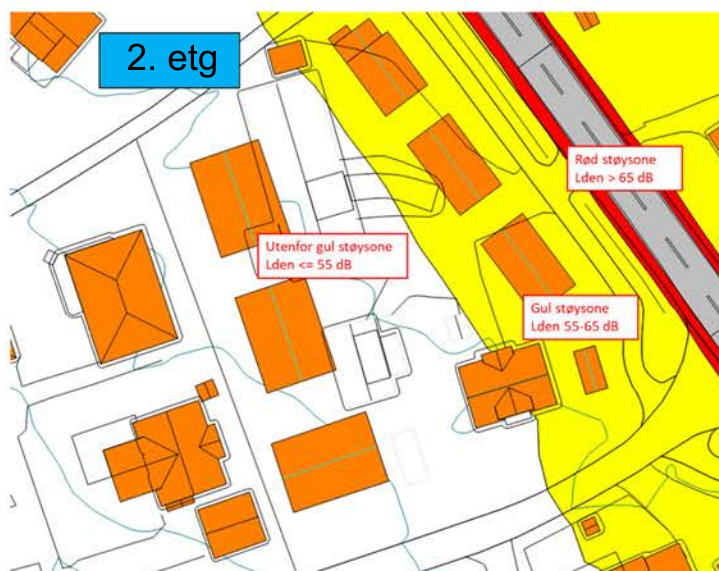 2. etg
Rød støysone
Lden > 65 dB
Utenfor gul støysone
Lden <= 55 dB
Gul støysone
Lden 55-65 dB